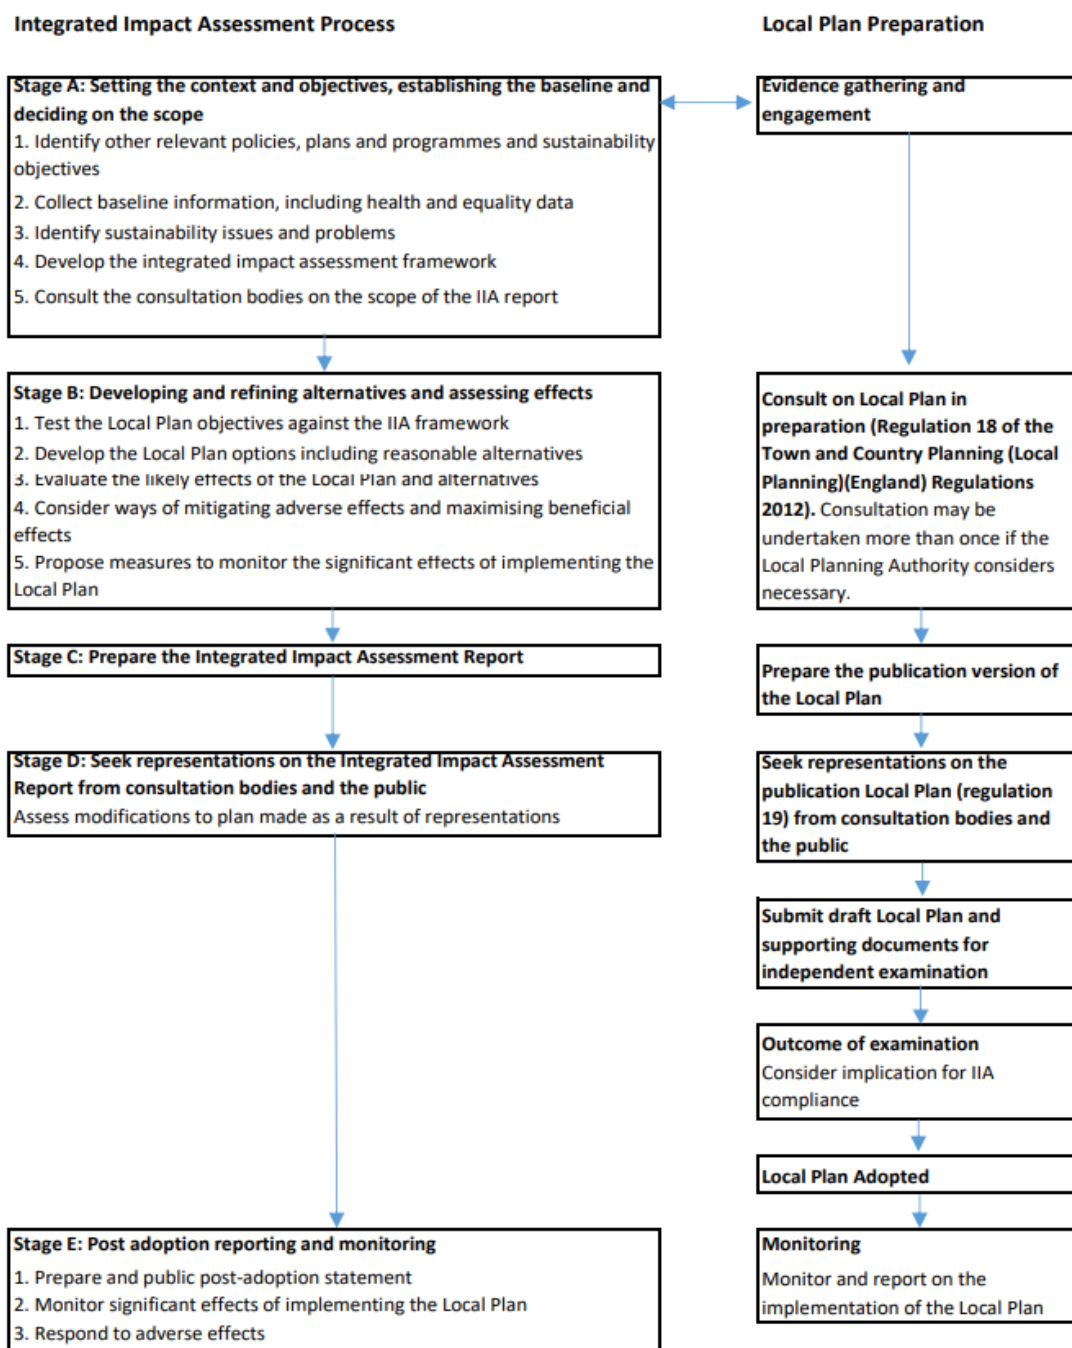 Integrated Impact Assessment Process
Local Plan Preparation
Stage A: Setting the context and objectives, establishing the baseline and
deciding on the scope
1. Identify other relevant policies, plans and programmes and sustainability
objectives
2. Collect baseline information, including health and equality data
3. Identify sustainability issues and problems
4. Develop the integrated impact assessment framework
5. Consult the consultation bodies on the scope of the IIA report
Evidence gathering and
engagement
Stage B: Developing and refining alternatives and assessing effects
1. Test the Local Plan objectives against the IIA framework
2. Develop the Local Plan options including reasonable alternatives
3. Evaluate the likely effects of the Local Plan and alternatives
4. Consider ways of mitigating adverse effects and maximising beneficial
effects
5. Propose measures to monitor the significant effects of implementing the
Local Plan
Consult on Local Plan in
preparation (Regulation 18 of the
Town and Country Planning (Local
Planning)(England) Regulations
2012). Consultation may be
undertaken more than once if the
Local Planning Authority considers
necessary.
Stage C: Prepare the Integrated Impact Assessment Report
Prepare the publication version of
the Local Plan
Stage D: Seek representations on the Integrated Impact Assessment
Report from consultation bodies and the public
Assess modifications to plan made as a result of representations
Seek representations on the
publication Local Plan (regulation
19) from consultation bodies and
the public
Submit draft Local Plan and
supporting documents for
independent examination
Outcome of examination
Consider implication for IIA
compliance
Local Plan Adopted
Stage E: Post adoption reporting and monitoring
1. Prepare and public post-adoption statement
2. Monitor significant effects of implementing the Local Plan
3. Respond to adverse effects
Monitoring
Monitor and report on the
implementation of the Local Plan